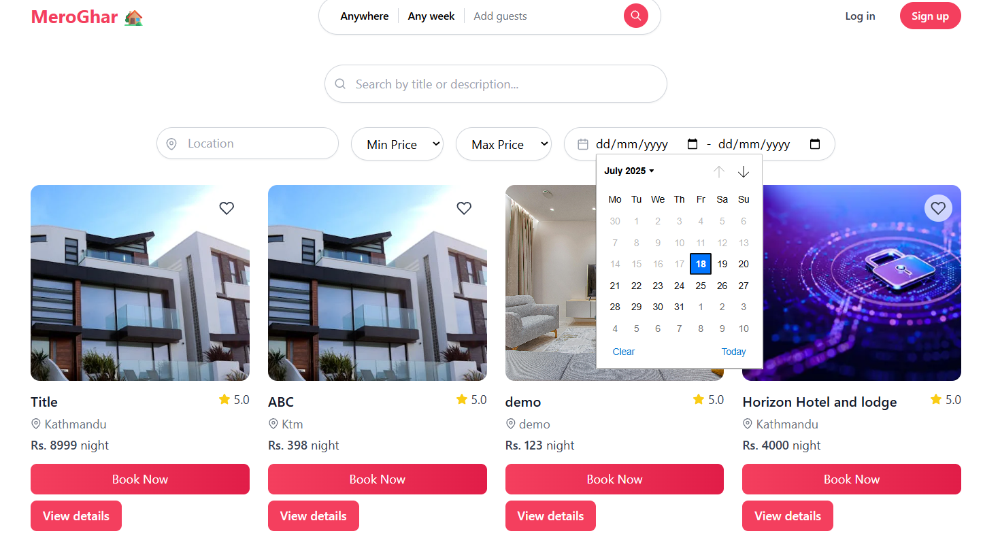 MeroGhar
Anywhere
Any week
Add guests
Log in
Sign up
Search by title or description...
Location
Min Price
Max Price
dd/mm/yyyy - dd/mm/yyyy
July 2025
Mo Tu We Th Fr Sa Su
30 1 2 3 4 5 6
7 8 9 10 11 12 13
14 15 16 17 18 19 20
21 22 23 24 25 26 27
28 29 30 31 1 2 3
4 5 6 7 8 9 10
Clear
Today
Title
5.0
Kathmandu
Rs. 8999 night
Book Now
View details
ABC
5.0
Ktm
Rs. 398 night
Book Now
View details
demo
5.0
demo
Rs. 123 night
Book Now
View details
Horizon Hotel and lodge
5.0
Kathmandu
Rs. 4000 night
Book Now
View details